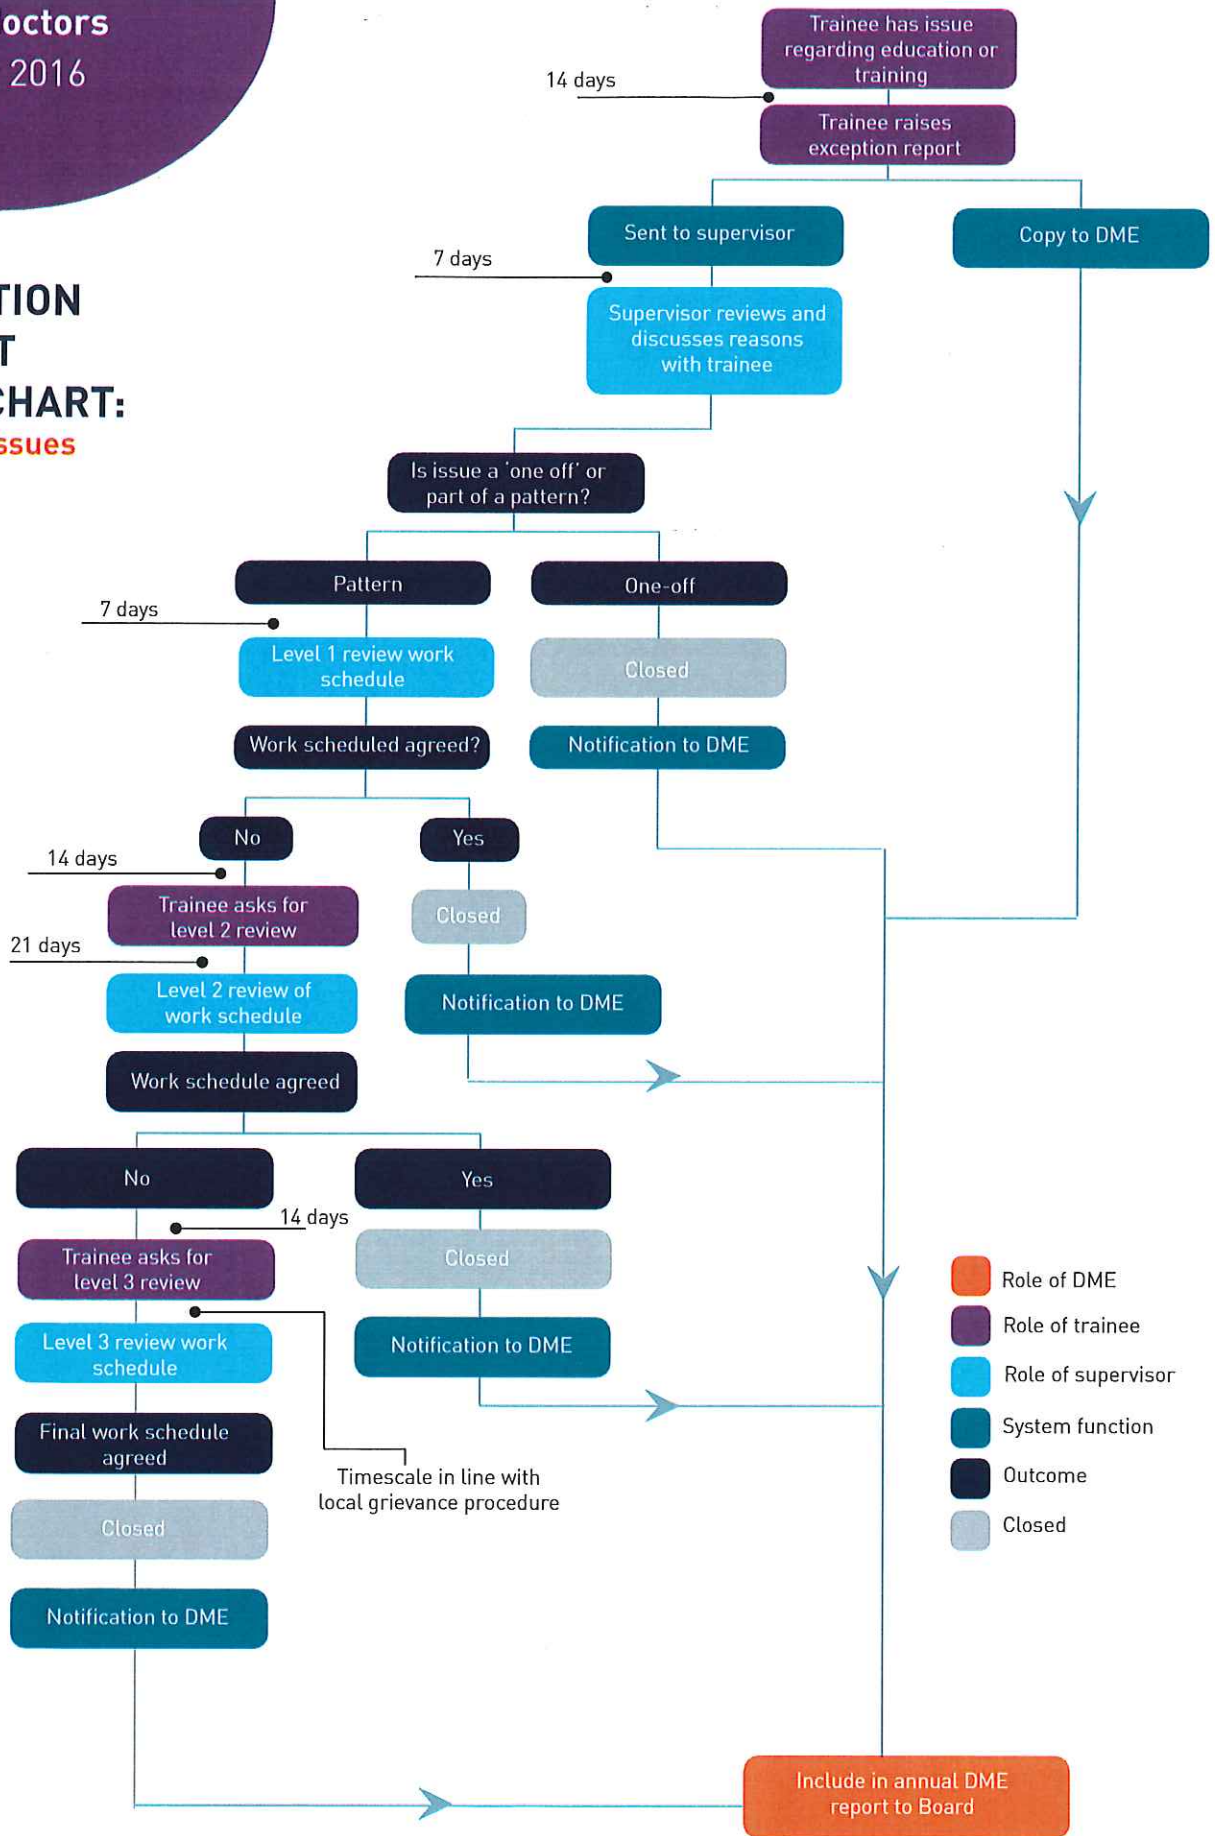 octors
2016
TION
T
CHART:
ssues
Trainee has issue
regarding education or
training
14 days
Trainee raises
exception report
Sent to supervisor
Copy to DME
7 days
Supervisor reviews and
discusses reasons
with trainee
Is issue a 'one off' or
part of a pattern?
Pattern
One-off
7 days
Level 1 review work
schedule
Closed
Work scheduled agreed?
Notification to DME
No
Yes
14 days
Trainee asks for
level 2 review
Closed
21 days
Level 2 review of
work schedule
Notification to DME
Work schedule agreed
No
Yes
14 days
Trainee asks for
level 3 review
Closed
Level 3 review work
schedule
Notification to DME
Final work schedule
agreed
Timescale in line with
local grievance procedure
Closed
Notification to DME
Include in annual DME
report to Board
Role of DME
Role of trainee
Role of supervisor
System function
Outcome
Closed